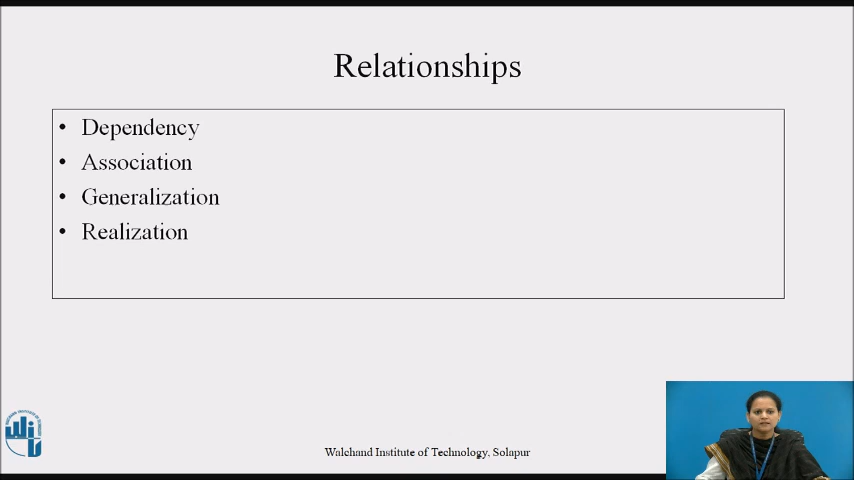 Relationships
• Dependency
• Association
• Generalization
• Realization
Walchand Institute of Technology, Solapur